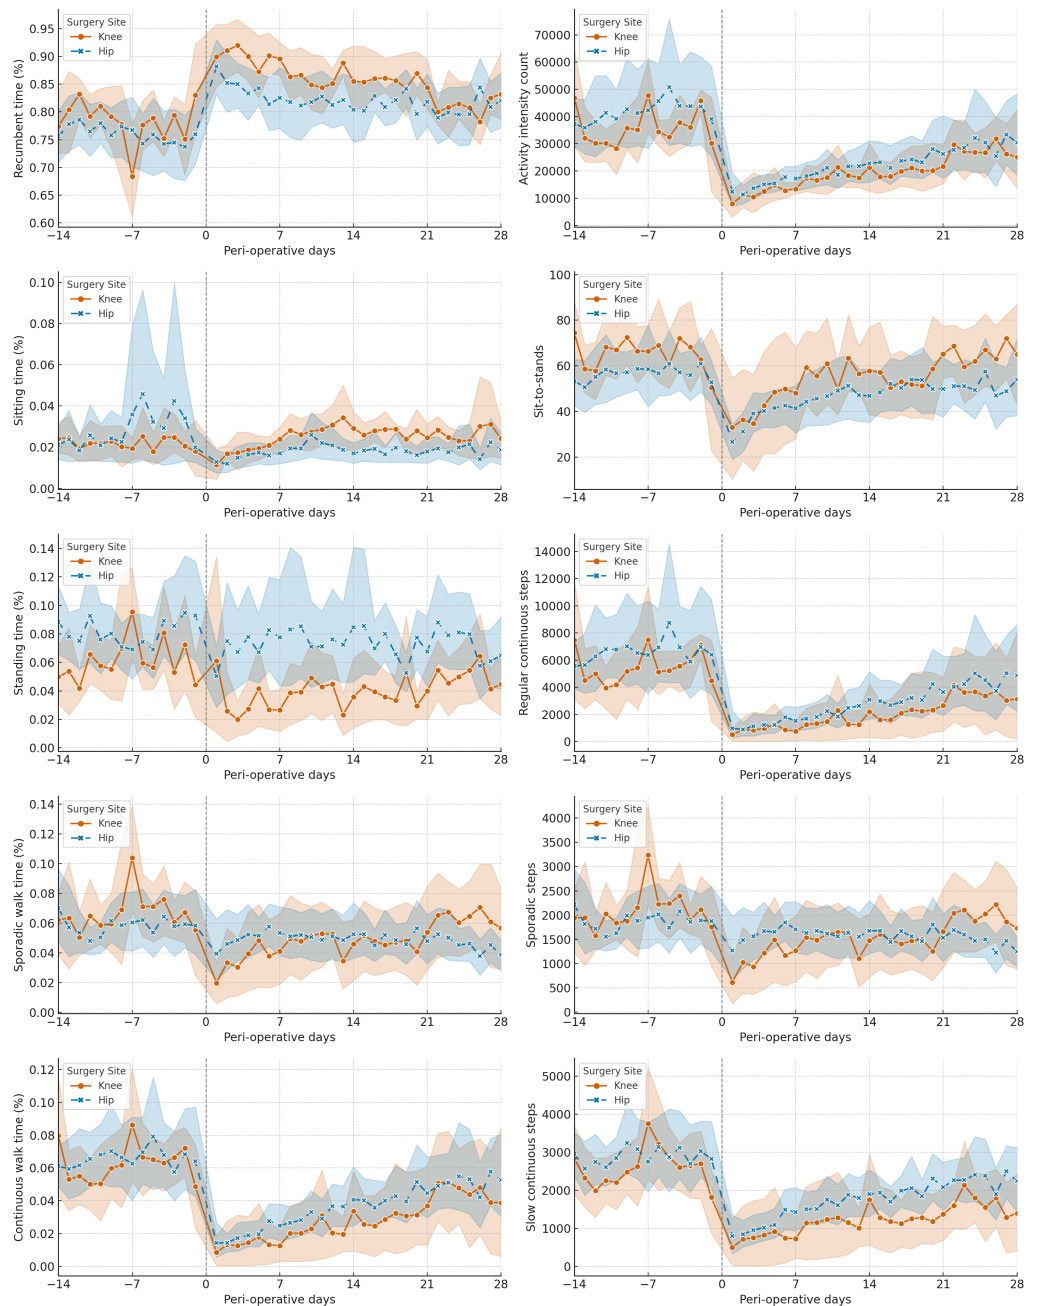 Recumbent time (%)
0.95
0.90
0.85
0.80
0.75
0.70
0.65
0.60
Surgery Site
Knee
Hip
−14 −7 0 7 14 21 28
Peri-operative days
Activity intensity count
70000
60000
50000
40000
30000
20000
10000
0
Surgery Site
Knee
Hip
−14 −7 0 7 14 21 28
Peri-operative days
Sitting time (%)
0.10
0.08
0.06
0.04
0.02
0.00
Surgery Site
Knee
Hip
−14 −7 0 7 14 21 28
Peri-operative days
Sit-to-stands
100
80
60
40
20
Surgery Site
Knee
Hip
−14 −7 0 7 14 21 28
Peri-operative days
Standing time (%)
0.14
0.12
0.10
0.08
0.06
0.04
0.02
0.00
Surgery Site
Knee
Hip
−14 −7 0 7 14 21 28
Peri-operative days
Regular continuous steps
14000
12000
10000
8000
6000
4000
2000
0
Surgery Site
Knee
Hip
−14 −7 0 7 14 21 28
Peri-operative days
Sporadic walk time (%)
0.14
0.12
0.10
0.08
0.06
0.04
0.02
0.00
Surgery Site
Knee
Hip
−14 −7 0 7 14 21 28
Peri-operative days
Sporadic steps
4000
3500
3000
2500
2000
1500
1000
500
0
Surgery Site
Knee
Hip
−14 −7 0 7 14 21 28
Peri-operative days
Continuous walk time (%)
0.12
0.10
0.08
0.06
0.04
0.02
0.00
Surgery Site
Knee
Hip
−14 −7 0 7 14 21 28
Peri-operative days
Slow continuous steps
5000
4000
3000
2000
1000
0
Surgery Site
Knee
Hip
−14 −7 0 7 14 21 28
Peri-operative days